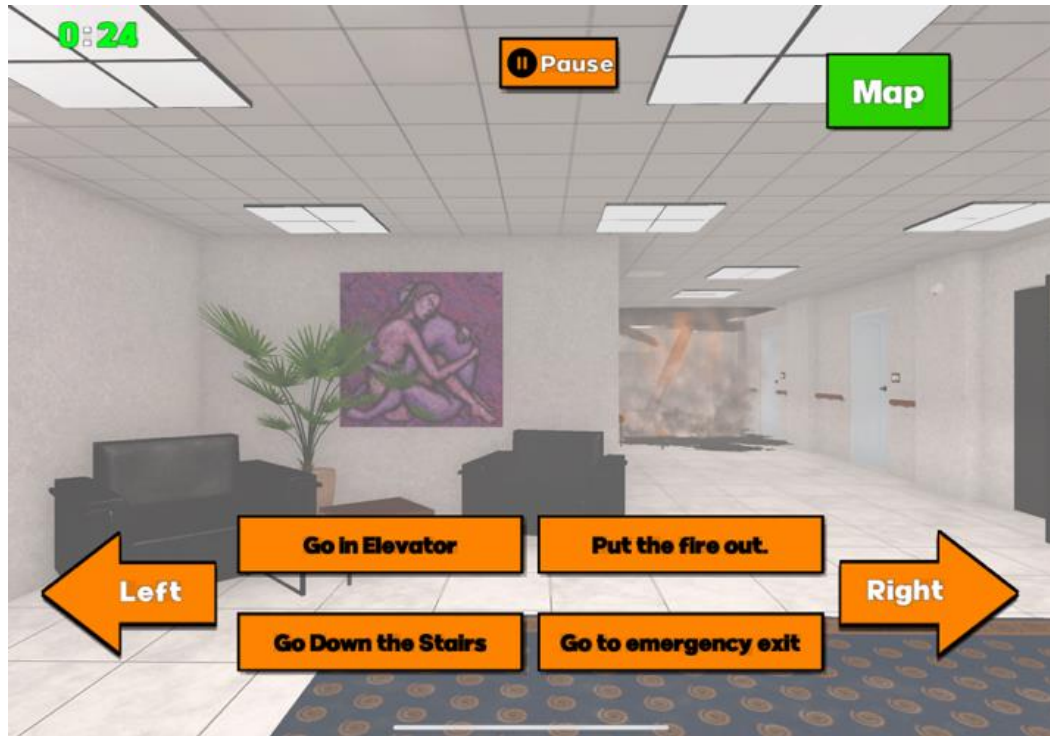 0:24
Pause
Map
Go in Elevator
Put the fire out.
Left
Right
Go Down the Stairs
Go to emergency exit